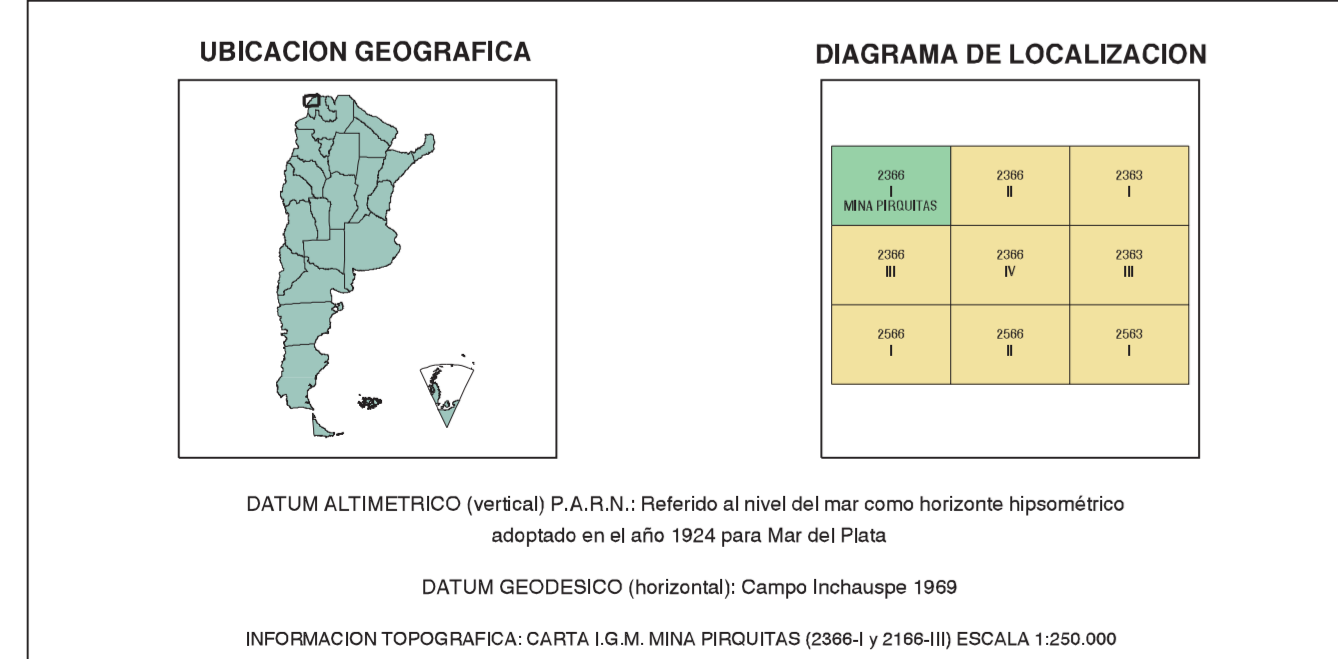 UBICACION GEOGRAFICA
DIAGRAMA DE LOCALIZACION
2366
I
MINA PIRQUITAS
2366
II
2363
I
2366
III
2366
IV
2363
III
2566
I
2566
II
2563
I
DATUM ALTIMETRICO (vertical) P.A.R.N.: Referido al nivel del mar como horizonte hipsométrico
adoptado en el año 1924 para Mar del Plata
DATUM GEODESICO (horizontal): Campo Inchauspe 1969
INFORMACION TOPOGRAFICA: CARTA I.G.M. MINA PIRQUITAS (2366-I y 2166-III) ESCALA 1:250.000